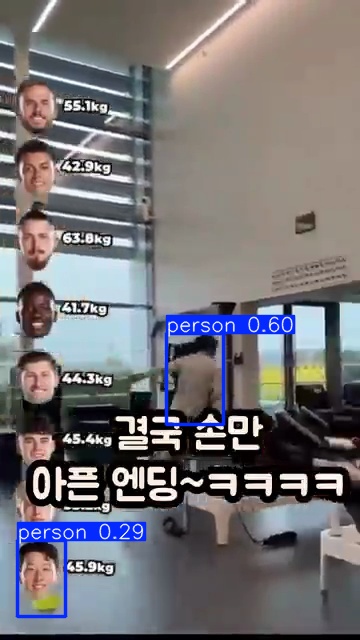 55.1kg
42.9kg
63.8kg
person 0.60
41.7kg
44.3kg
45.4kg
결국 손만
아픈 엔딩~ㅋㅋㅋㅋ
person 0.29
45.9kg